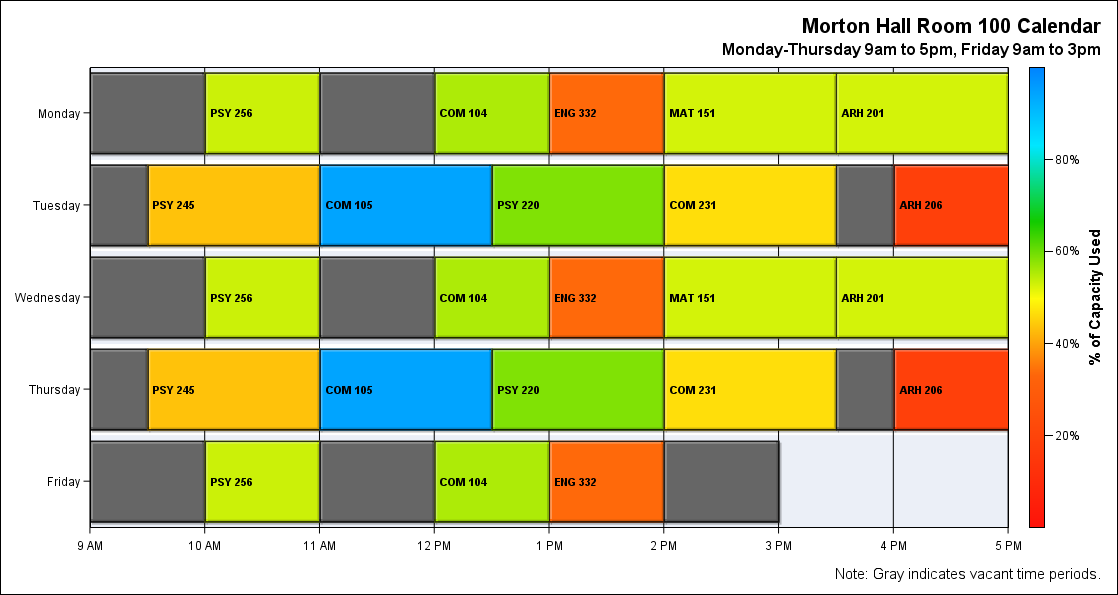 Morton Hall Room 100 Calendar
Monday-Thursday 9am to 5pm, Friday 9am to 3pm
Monday PSY 256 COM 104 ENG 332 MAT 151 ARH 201
80%
Tuesday PSY 245 COM 105 PSY 220 COM 231 ARH 206
60%
% of Capacity Used
Wednesday PSY 256 COM 104 ENG 332 MAT 151 ARH 201
40%
Thursday PSY 245 COM 105 PSY 220 COM 231 ARH 206
20%
Friday PSY 256 COM 104 ENG 332
9 AM 10 AM 11 AM 12 PM 1 PM 2 PM 3 PM 4 PM 5 PM
Note: Gray indicates vacant time periods.